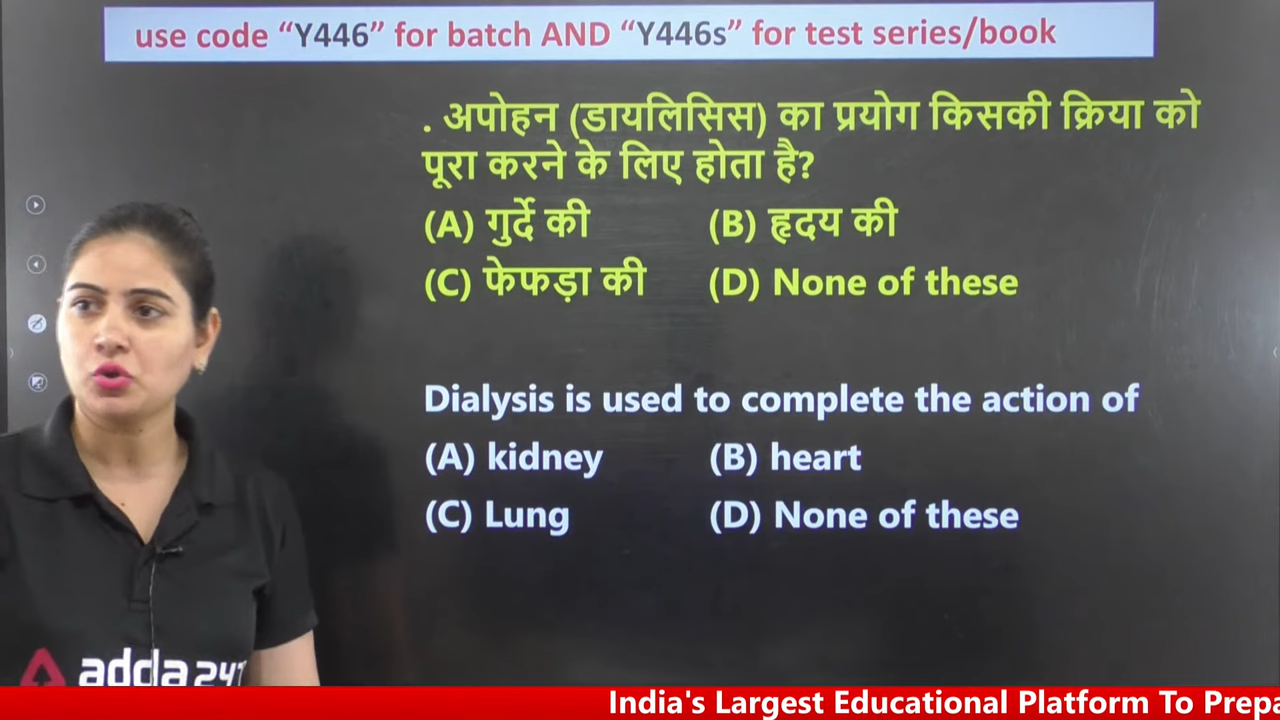 use code “Y446” for batch AND “Y446s” for test series/book
. अपोहन (डायलिसिस) का प्रयोग किसकी क्रिया को
पूरा करने के लिए होता है?
(A) गुर्दे की (B) हृदय की
(C) फेफड़ा की (D) None of these
Dialysis is used to complete the action of
(A) kidney (B) heart
(C) Lung (D) None of these
adda 247
India's Largest Educational Platform To Prepa